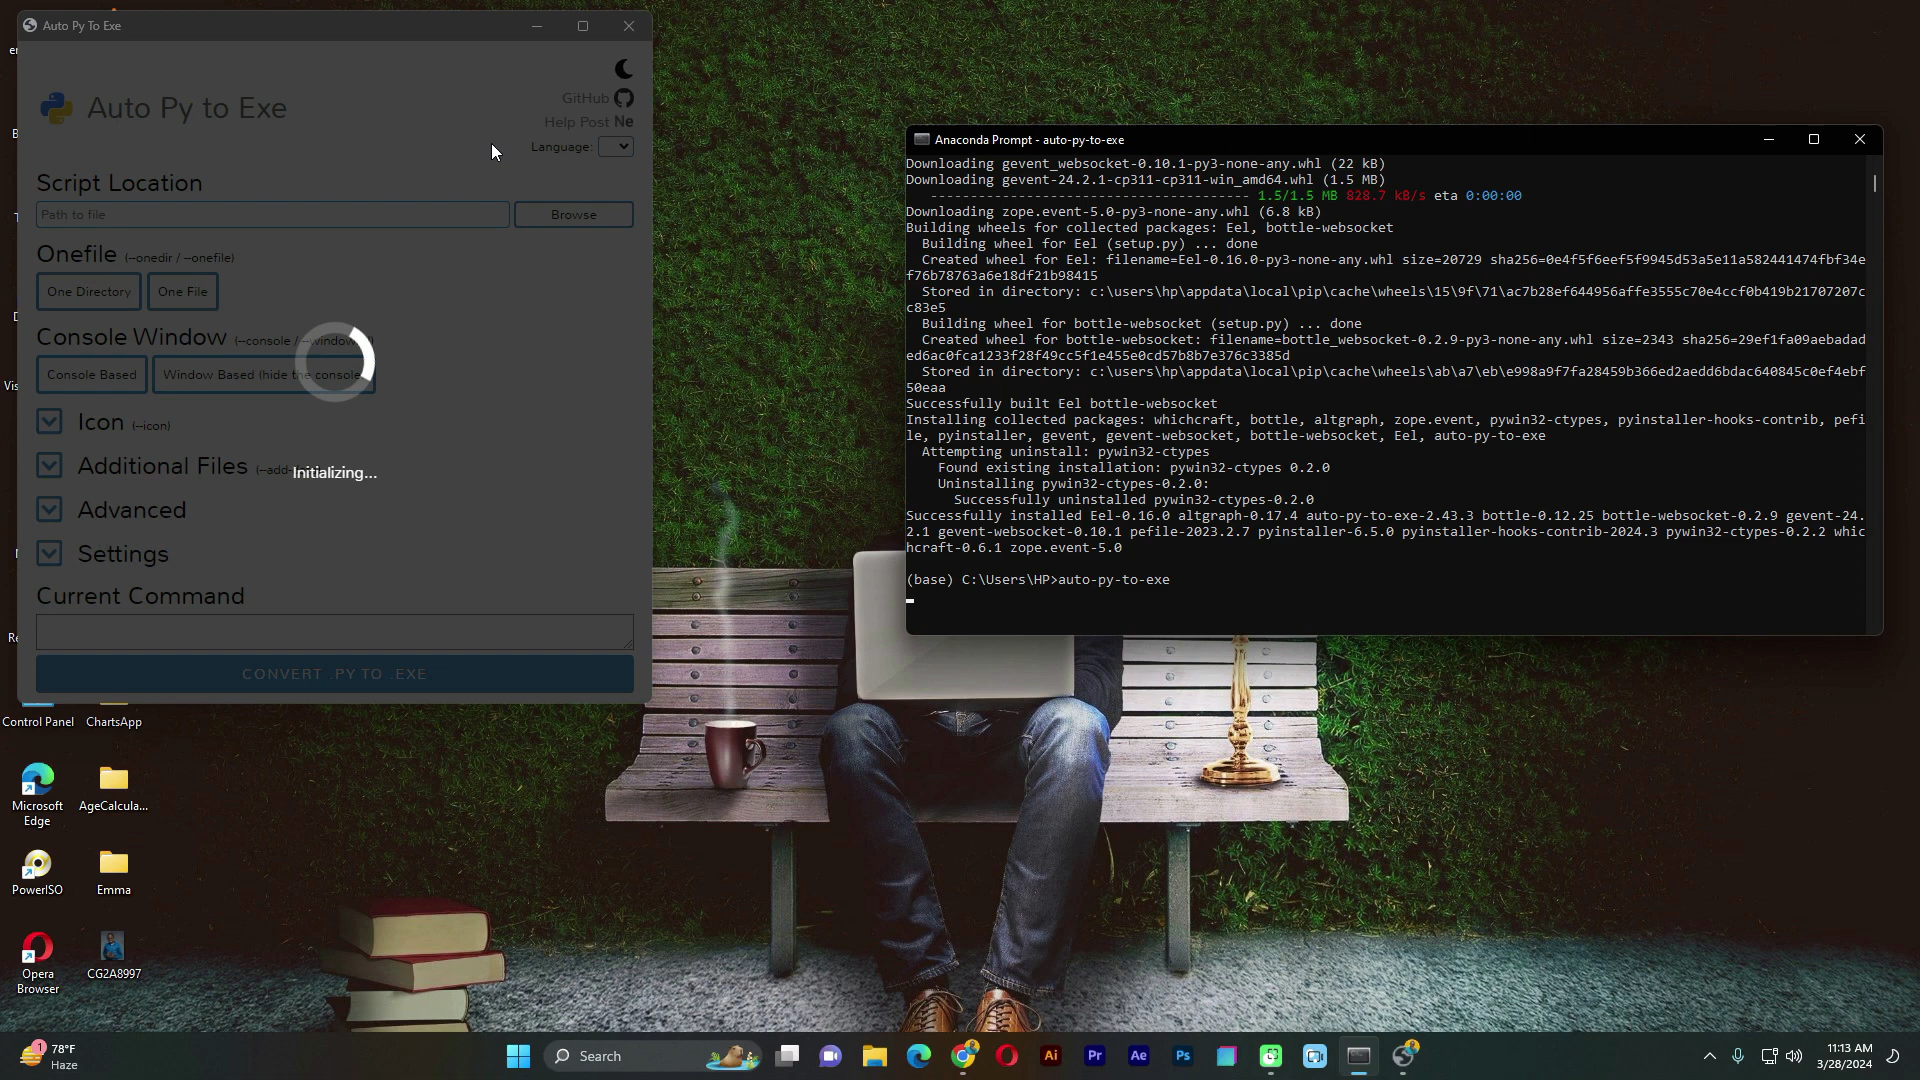 Auto Py To Exe
GitHub
Help Post Ne
Language:
Auto Py to Exe
Script Location
Path to file
Browse
Onefile (--onedir / --onefile)
One Directory
One File
Console Window (--console / --windowed)
Console Based
Window Based (hide the console)
Icon (--icon)
Additional Files (--add-
Initializing...
Advanced
Settings
Current Command
CONVERT .PY TO .EXE
Anaconda Prompt - auto-py-to-exe
Downloading gevent_websocket-0.10.1-py3-none-any.whl (22 kB)
Downloading gevent-24.2.1-cp311-cp311-win_amd64.whl (1.5 MB)
---------------------------------------- 1.5/1.5 MB 828.7 kB/s eta 0:00:00
Downloading zope.event-5.0-py3-none-any.whl (6.8 kB)
Building wheels for collected packages: Eel, bottle-websocket
Building wheel for Eel (setup.py) ... done
Created wheel for Eel: filename=Eel-0.16.0-py3-none-any.whl size=20729 sha256=0e4f5f6eef5f9945d53a5e11a582441474fbf34e
f76b78763a6e18df21b98415
Stored in directory: c:\users\hp\appdata\local\pip\cache\wheels\15\9f\71\ac7b28ef644956affe3555c70e4ccf0b419b21707207c
c83e5
Building wheel for bottle-websocket (setup.py) ... done
Created wheel for bottle-websocket: filename=bottle_websocket-0.2.9-py3-none-any.whl size=2343 sha256=29ef1fa09aebadad
ed6ac0fca1233f28f49cc5f1e455e0cd57b8b7e376c3385d
Stored in directory: c:\users\hp\appdata\local\pip\cache\wheels\ab\a7\eb\e998a9f7fa28459b366ed2aedd6bdac640845c0ef4ebf
50eaa
Successfully built Eel bottle-websocket
Installing collected packages: whichcraft, bottle, altgraph, zope.event, pywin32-ctypes, pyinstaller-hooks-contrib, pefi
le, pyinstaller, gevent, gevent-websocket, bottle-websocket, Eel, auto-py-to-exe
Attempting uninstall: pywin32-ctypes
Found existing installation: pywin32-ctypes 0.2.0
Uninstalling pywin32-ctypes-0.2.0:
Successfully uninstalled pywin32-ctypes-0.2.0
Successfully installed Eel-0.16.0 altgraph-0.17.4 auto-py-to-exe-2.43.3 bottle-0.12.25 bottle-websocket-0.2.9 gevent-24.
2.1 gevent-websocket-0.10.1 pefile-2023.2.7 pyinstaller-6.5.0 pyinstaller-hooks-contrib-2024.3 pywin32-ctypes-0.2.2 whic
hcraft-0.6.1 zope.event-5.0
(base) C:\Users\HP>auto-py-to-exe
Control Panel
ChartsApp
Microsoft
Edge
AgeCalcula...
PowerISO
Emma
Opera
Browser
CG2A8997
1
78°F
Haze
Search
Ai
Pr
Ae
Ps
11:13 AM
3/28/2024